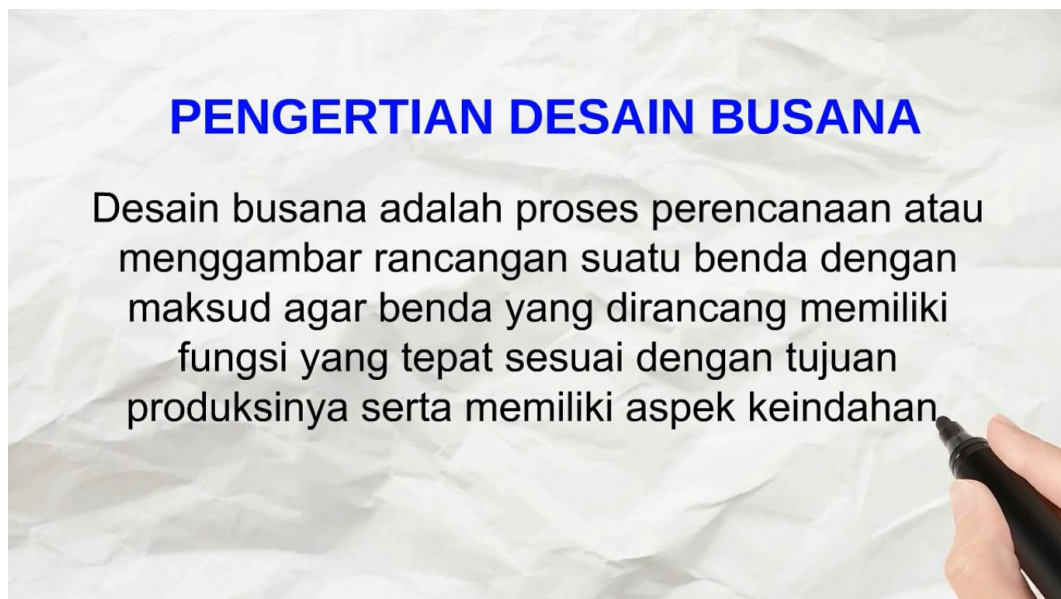 PENGERTIAN DESAIN BUSANA
Desain busana adalah proses perencanaan atau
menggambar rancangan suatu benda dengan
maksud agar benda yang dirancang memiliki
fungsi yang tepat sesuai dengan tujuan
produksinya serta memiliki aspek keindahan